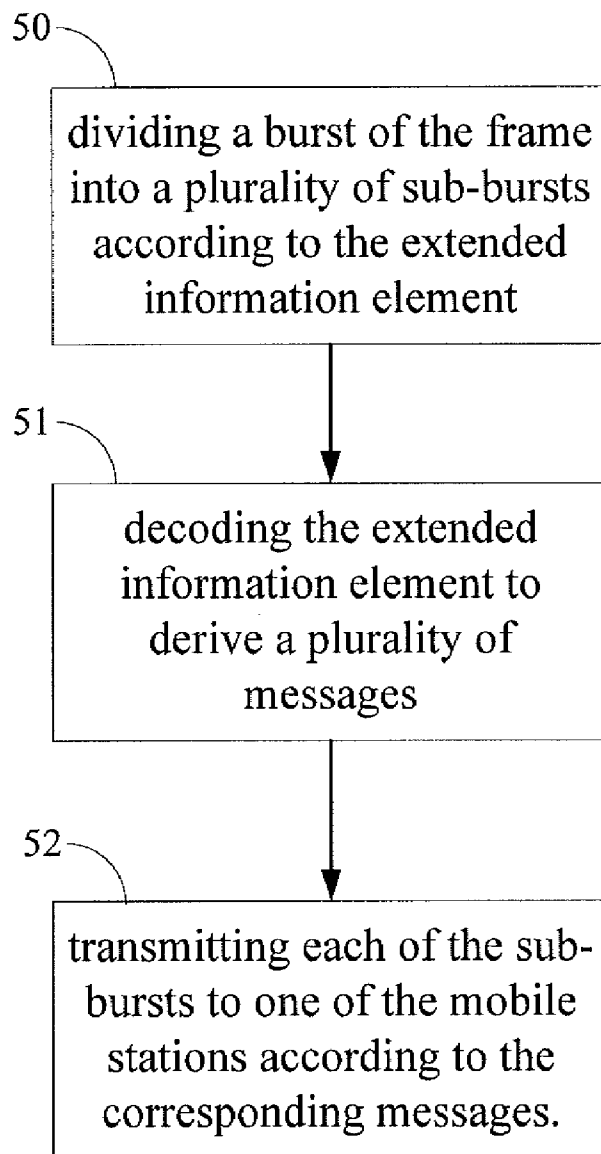 50
dividing a burst of the frame
into a plurality of sub-bursts
according to the extended
information element
51
decoding the extended
information element to
derive a plurality of
messages
52
transmitting each of the sub-
bursts to one of the mobile
stations according to the
corresponding messages.